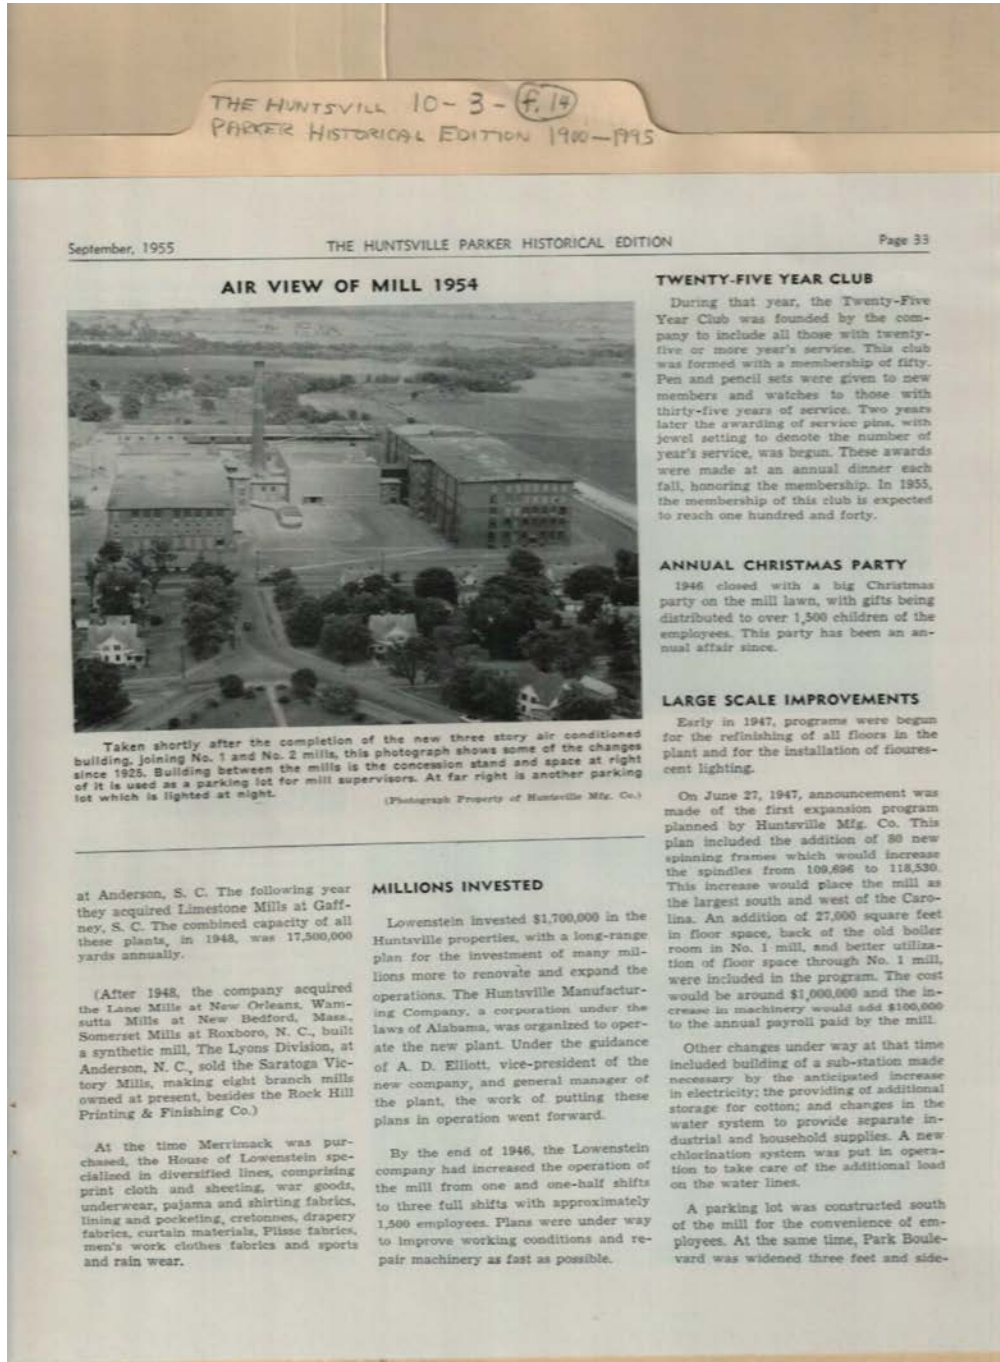 THE HUNTSVILL 10-3-f.14
PARKER HISTORICAL EDITION 1900-1995
September, 1955
THE HUNTSVILLE PARKER HISTORICAL EDITION
Page 33
AIR VIEW OF MILL 1954
Taken shortly after the completion of the new three story air conditioned
building, joining No. 1 and No. 2 mills, this photograph shows some of the changes
since 1925. Building between the mills is the concession stand and space at right
of it is used as a parking lot for mill supervisors. At far right is another parking
lot which is lighted at night.
(Photograph Property of Huntsville Mfg. Co.)
at Anderson, S. C. The following year
they acquired Limestone Mills at Gaff-
ney, S. C. The combined capacity of all
these plants, in 1948, was 17,500,000
yards annually.
(After 1948, the company acquired
the Lane Mills at New Orleans, Wam-
sutta Mills at New Bedford, Mass.,
Somerset Mills at Roxboro, N. C., built
a synthetic mill, The Lyons Division, at
Anderson, N. C., sold the Saratoga Vic-
tory Mills, making eight branch mills
owned at present, besides the Rock Hill
Printing & Finishing Co.)
At the time Merrimack was pur-
chased, the House of Lowenstein spe-
cialized in diversified lines, comprising
print cloth and sheeting, war goods,
underwear, pajama and shirting fabrics,
lining and pocketing, cretonnes, drapery
fabrics, curtain materials, Plisse fabrics,
men's work clothes fabrics and sports
and rain wear.
MILLIONS INVESTED
Lowenstein invested $1,700,000 in the
Huntsville properties, with a long-range
plan for the investment of many mil-
lions more to renovate and expand the
operations. The Huntsville Manufactur-
ing Company, a corporation under the
laws of Alabama, was organized to oper-
ate the new plant. Under the guidance
of A. D. Elliott, vice-president of the
new company, and general manager of
the plant, the work of putting these
plans in operation went forward.
By the end of 1946, the Lowenstein
company had increased the operation of
the mill from one and one-half shifts
to three full shifts with approximately
1,500 employees. Plans were under way
to improve working conditions and re-
pair machinery as fast as possible.
TWENTY-FIVE YEAR CLUB
During that year, the Twenty-Five
Year Club was founded by the com-
pany to include all those with twenty-
five or more year's service. This club
was formed with a membership of fifty.
Pen and pencil sets were given to new
members and watches to those with
thirty-five years of service. Two years
later the awarding of service pins, with
jewel setting to denote the number of
year's service, was begun. These awards
were made at an annual dinner each
fall, honoring the membership. In 1955,
the membership of this club is expected
to reach one hundred and forty.
ANNUAL CHRISTMAS PARTY
1946 closed with a big Christmas
party on the mill lawn, with gifts being
distributed to over 1,500 children of the
employees. This party has been an an-
nual affair since.
LARGE SCALE IMPROVEMENTS
Early in 1947, programs were begun
for the refinishing of all floors in the
plant and for the installation of floures-
cent lighting.
On June 27, 1947, announcement was
made of the first expansion program
planned by Huntsville Mfg. Co. This
plan included the addition of 80 new
spinning frames which would increase
the spindles from 109,696 to 118,530.
This increase would place the mill as
the largest south and west of the Caro-
lina. An addition of 27,000 square feet
in floor space, back of the old boiler
room in No. 1 mill, and better utiliza-
tion of floor space through No. 1 mill,
were included in the program. The cost
would be around $1,000,000 and the in-
crease in machinery would add $100,000
to the annual payroll paid by the mill.
Other changes under way at that time
included building of a sub-station made
necessary by the anticipated increase
in electricity; the providing of additional
storage for cotton; and changes in the
water system to provide separate in-
dustrial and household supplies. A new
chlorination system was put in opera-
tion to take care of the additional load
on the water lines.
A parking lot was constructed south
of the mill for the convenience of em-
ployees. At the same time, Park Boule-
vard was widened three feet and side-